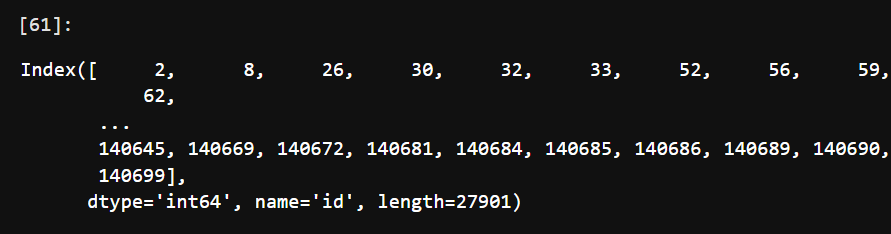 [61]:
Index([     2,      8,     26,     30,     32,     33,     52,     56,     59,
62,
...
140645, 140669, 140672, 140681, 140684, 140685, 140686, 140689, 140690,
140699],
dtype='int64', name='id', length=27901)